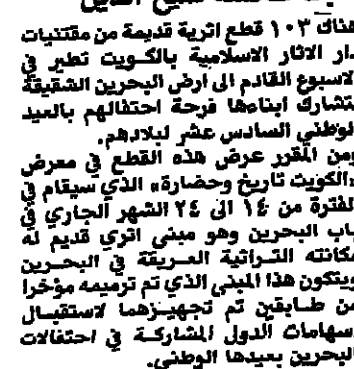 هناك ١٠٣ قطع اثرية قديمة من مقتنيات
دار الاثار الاسلامية بالكويت تطير في
الاسبوع القادم الى ارض البحرين الشقيقة
لتشارك ابناءها فرحة احتفالهم بالعيد
الوطني السادس عشر لبلادهم.
ومن المقرر عرض هذه القطع في معرض
«الكويت تاريخ وحضارة» الذي سيقام في
الفترة من ١٤ الى ٢٤ الشهر الجاري في
باب البحرين وهو مبنى اثري قديم له
مكانته التراثية العريقة في البحرين
ويتكون هذا المبنى الذي تم ترميمه مؤخرا
من طابقين تم تجهيزهما لاستقبال
اسهامات الدول المشاركة في احتفالات
البحرين بعيدها الوطني.